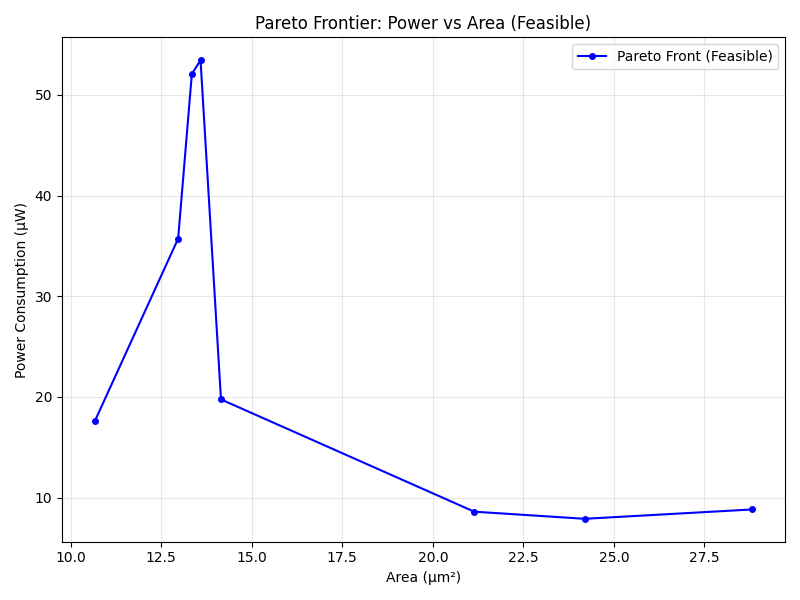 Pareto Frontier: Power vs Area (Feasible)
Pareto Front (Feasible)
Power Consumption (µW)
50
40
30
20
10
10.0 12.5 15.0 17.5 20.0 22.5 25.0 27.5
Area (µm²)